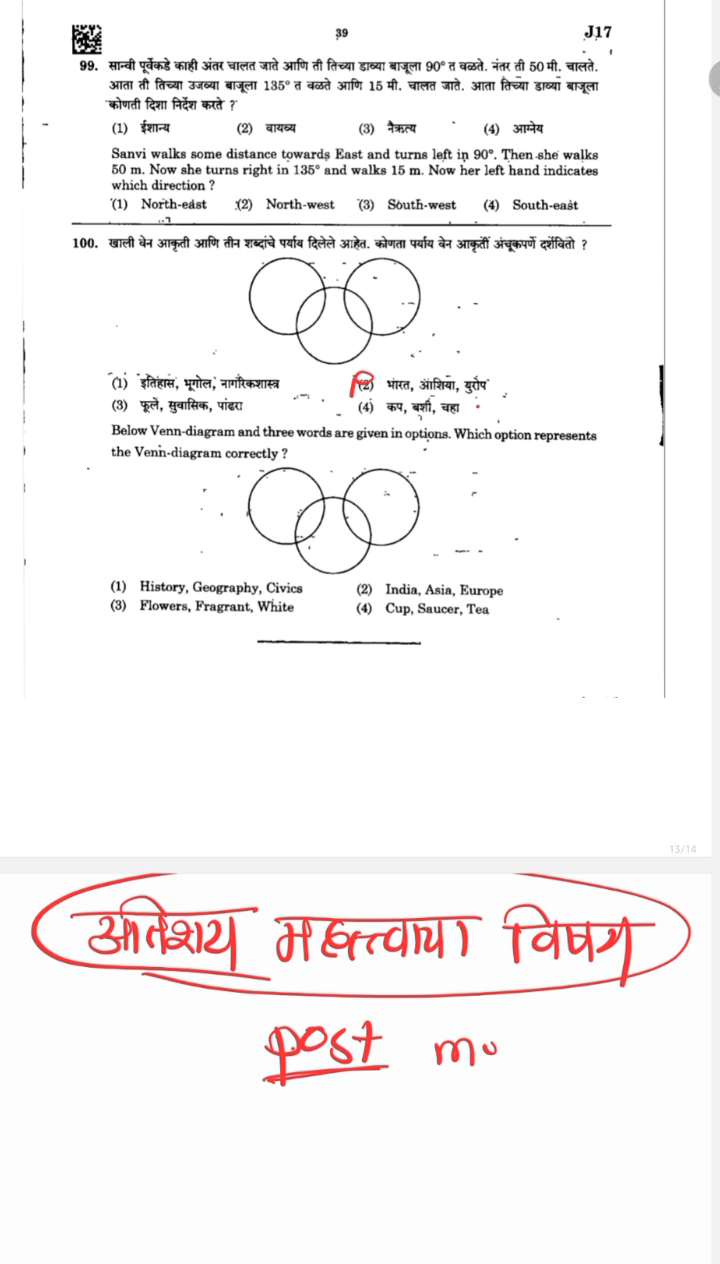 39
J17
99. सान्वी पूर्वेकडे काही अंतर चालत जाते आणि ती तिच्या डाव्या बाजूला 90° त वळते. नंतर ती 50 मी. चालते.
आता ती तिच्या उजव्या बाजूला 135° त वळते आणि 15 मी. चालत जाते. आता तिच्या डाव्या बाजूला
कोणती दिशा निर्देश करते ?
(1) ईशान्य (2) वायव्य (3) नैऋत्य (4) आग्नेय
Sanvi walks some distance towards East and turns left in 90°. Then she walks
50 m. Now she turns right in 135° and walks 15 m. Now her left hand indicates
which direction ?
(1) North-east (2) North-west (3) South-west (4) South-east
100. खाली वेन आकृती आणि तीन शब्दांचे पर्याय दिलेले आहेत. कोणता पर्याय वेन आकृतीं अंचूकपणे दर्शवितो ?
(1) इतिहास, भूगोल, नागरिकशास्त्र (2) भारत, आशिया, युरोप
(3) फूले, सुवासिक, पांढरा (4) कप, बशी, चहा
Below Venn-diagram and three words are given in options. Which option represents
the Venn-diagram correctly ?
(1) History, Geography, Civics (2) India, Asia, Europe
(3) Flowers, Fragrant, White (4) Cup, Saucer, Tea
13/14
अतिशय महत्त्वाचा विषय
post mo